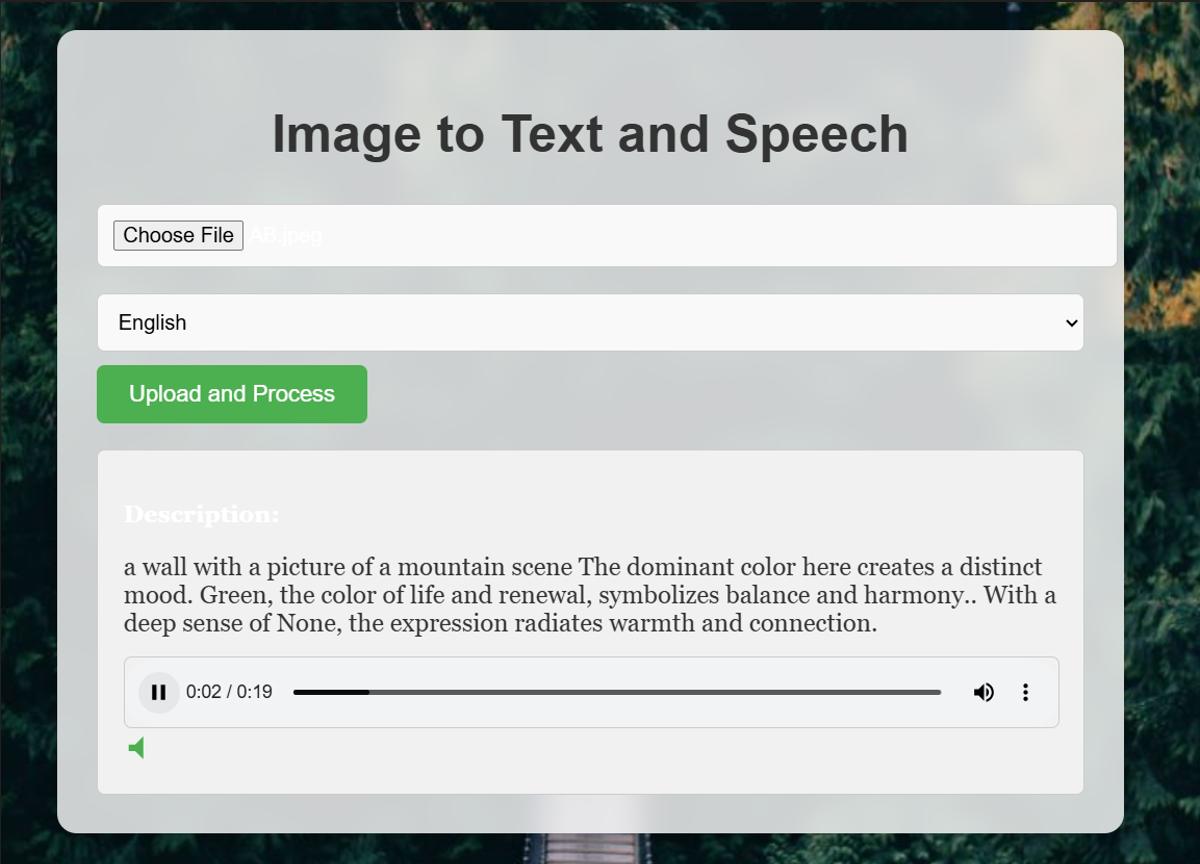 Image to Text and Speech
Choose File AB.jpeg
English
Upload and Process
Description:
a wall with a picture of a mountain scene The dominant color here creates a distinct
mood. Green, the color of life and renewal, symbolizes balance and harmony.. With a
deep sense of None, the expression radiates warmth and connection.
0:02 / 0:19